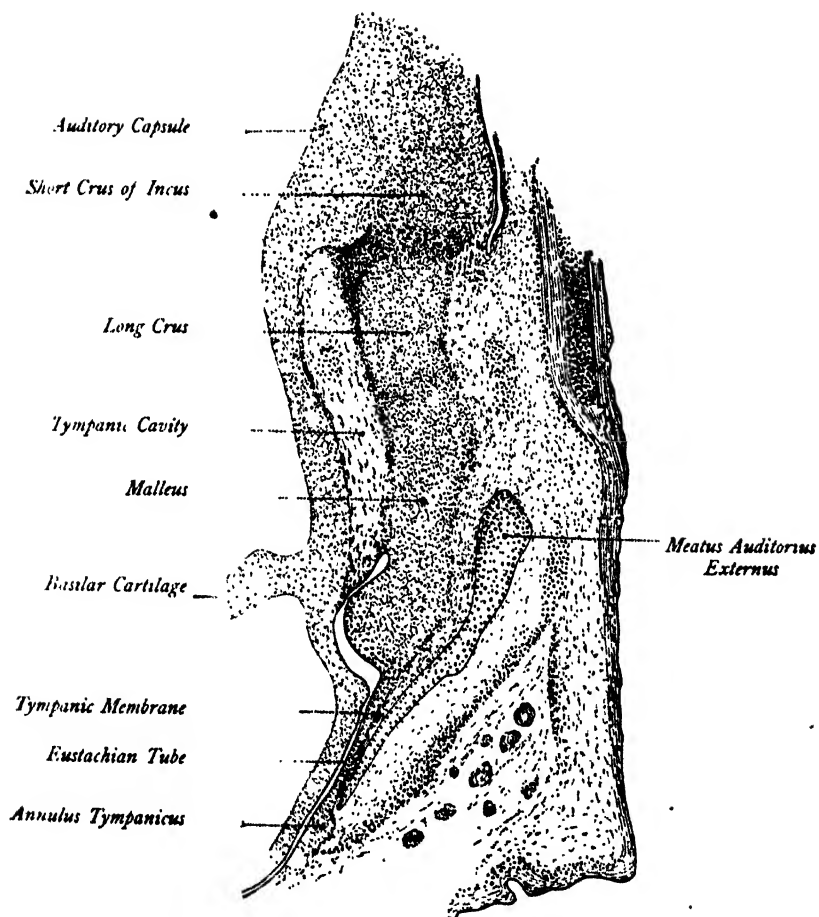 Auditory Capsule
Short Crus of Incus
Long Crus
Tympanic Cavity
Malleus
Meatus Auditorius
Externus
Basilar Cartilage
Tympanic Membrane
Eustachian Tube
Annulus Tympanicus